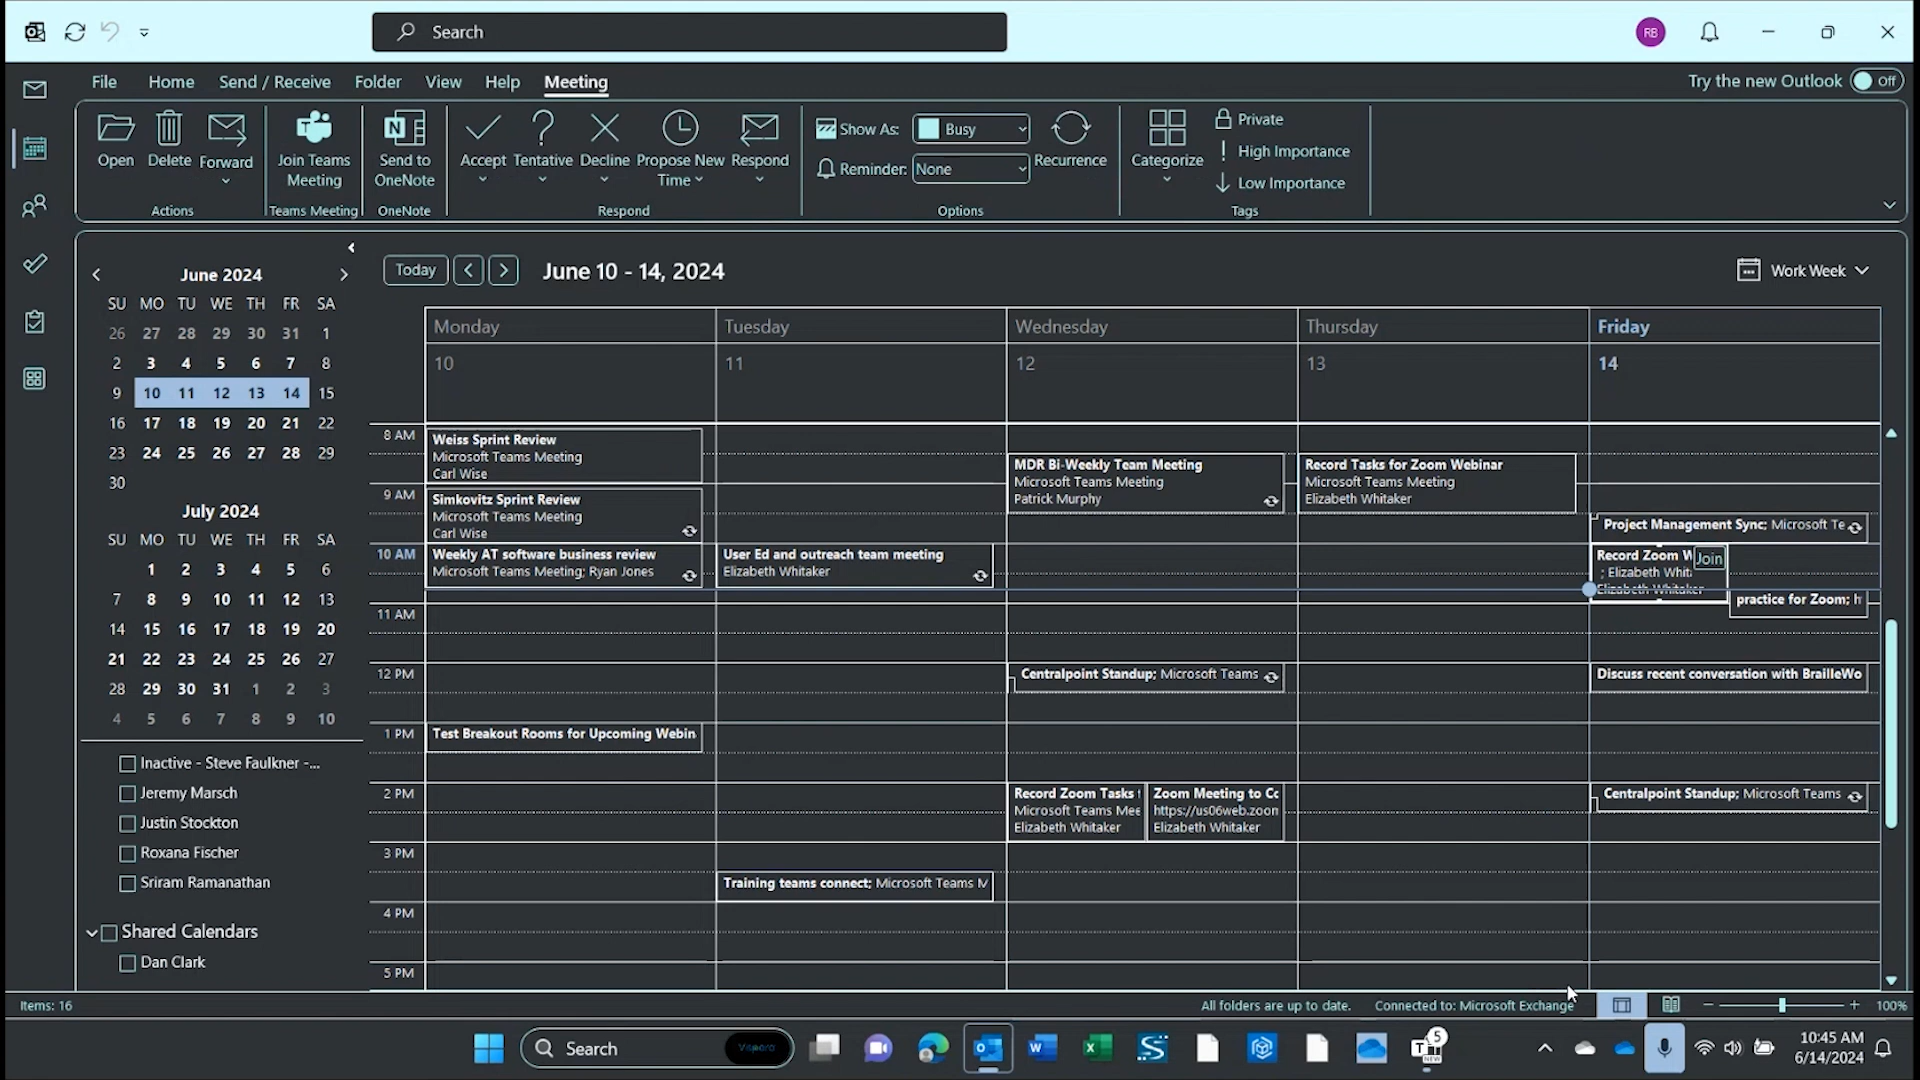 Search
RB
File Home Send / Receive Folder View Help Meeting
Try the new Outlook Off
Open Delete Forward
Actions
Join Teams
Meeting
Teams Meeting
Send to
OneNote
OneNote
Accept Tentative Decline Propose New
Time Respond
Respond
Show As: Busy
Reminder: None
Recurrence
Options
Categorize
Private
High Importance
Low Importance
Tags
June 2024
SU MO TU WE TH FR SA
26 27 28 29 30 31 1
2 3 4 5 6 7 8
9 10 11 12 13 14 15
16 17 18 19 20 21 22
23 24 25 26 27 28 29
30
July 2024
SU MO TU WE TH FR SA
1 2 3 4 5 6
7 8 9 10 11 12 13
14 15 16 17 18 19 20
21 22 23 24 25 26 27
28 29 30 31 1 2 3
4 5 6 7 8 9 10
Inactive - Steve Faulkner -...
Jeremy Marsch
Justin Stockton
Roxana Fischer
Sriram Ramanathan
Shared Calendars
Dan Clark
Today June 10 - 14, 2024 Work Week
Monday Tuesday Wednesday Thursday Friday
10 11 12 13 14
8 AM
9 AM
10 AM
11 AM
12 PM
1 PM
2 PM
3 PM
4 PM
5 PM
Weiss Sprint Review
Microsoft Teams Meeting
Carl Wise
Simkovitz Sprint Review
Microsoft Teams Meeting
Carl Wise
Weekly AT software business review
Microsoft Teams Meeting; Ryan Jones
Test Breakout Rooms for Upcoming Webin
User Ed and outreach team meeting
Elizabeth Whitaker
Training teams connect; Microsoft Teams M
MDR Bi-Weekly Team Meeting
Microsoft Teams Meeting
Patrick Murphy
Centralpoint Standup; Microsoft Teams
Record Zoom Tasks
Microsoft Teams Mee
Elizabeth Whitaker
Zoom Meeting to Cc
https://us06web.zoon
Elizabeth Whitaker
Record Tasks for Zoom Webinar
Microsoft Teams Meeting
Elizabeth Whitaker
Project Management Sync; Microsoft Te
Record Zoom W Join
; Elizabeth Whit
Elizabeth Whitaker
practice for Zoom; h
Discuss recent conversation with BrailleWo
Centralpoint Standup; Microsoft Teams
Items: 16 All folders are up to date. Connected to: Microsoft Exchange 100%
Search
5
NEW
10:45 AM
6/14/2024